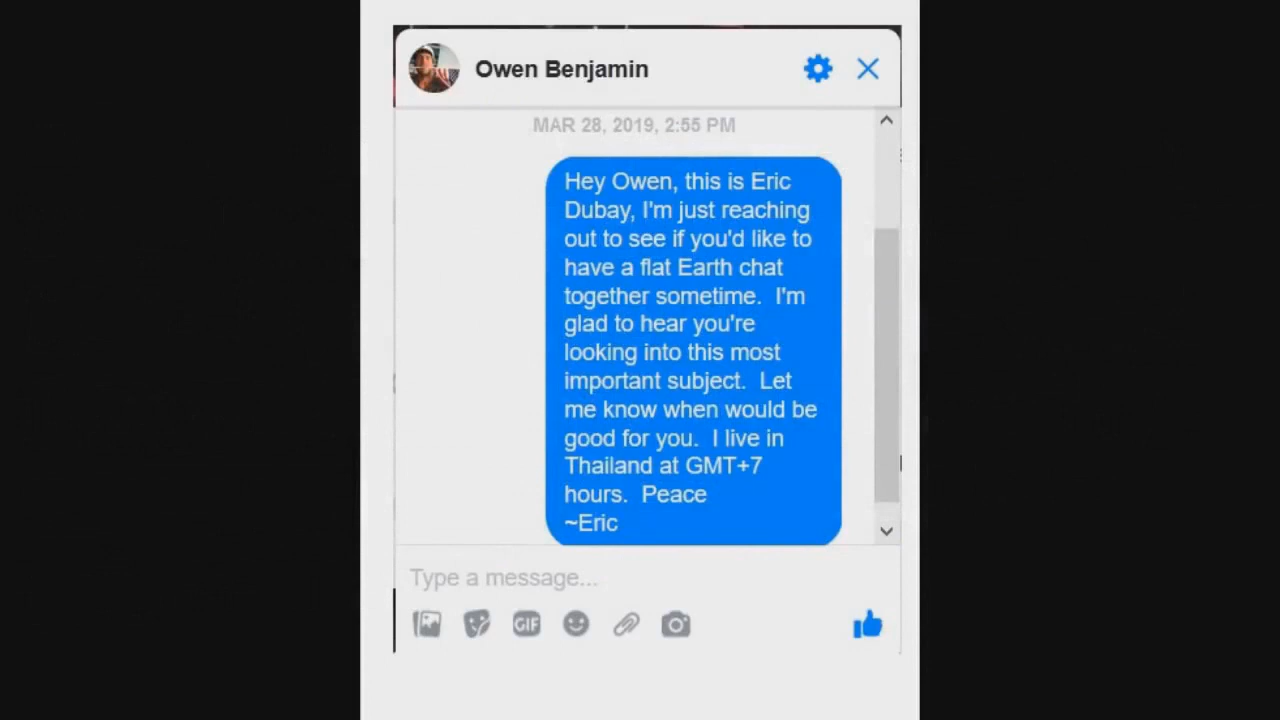 Owen Benjamin
MAR 28, 2019, 2:55 PM
Hey Owen, this is Eric
Dubay, I'm just reaching
out to see if you'd like to
have a flat Earth chat
together sometime.  I'm
glad to hear you're
looking into this most
important subject.  Let
me know when would be
good for you.  I live in
Thailand at GMT+7
hours.  Peace
~Eric
Type a message...
GIF